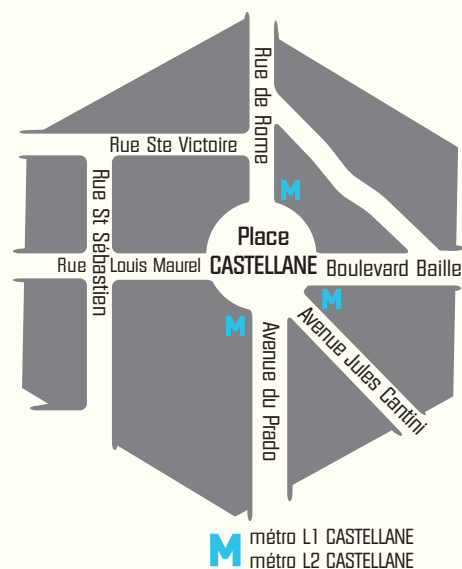 Rue de Rome
Rue Ste Victoire
Rue St Sébastien
M
Place
CASTELLANE
Rue Louis Maurel
Boulevard Baille
M
M
Avenue Jules Cantini
Avenue du Prado
M métro L1 CASTELLANE
métro L2 CASTELLANE